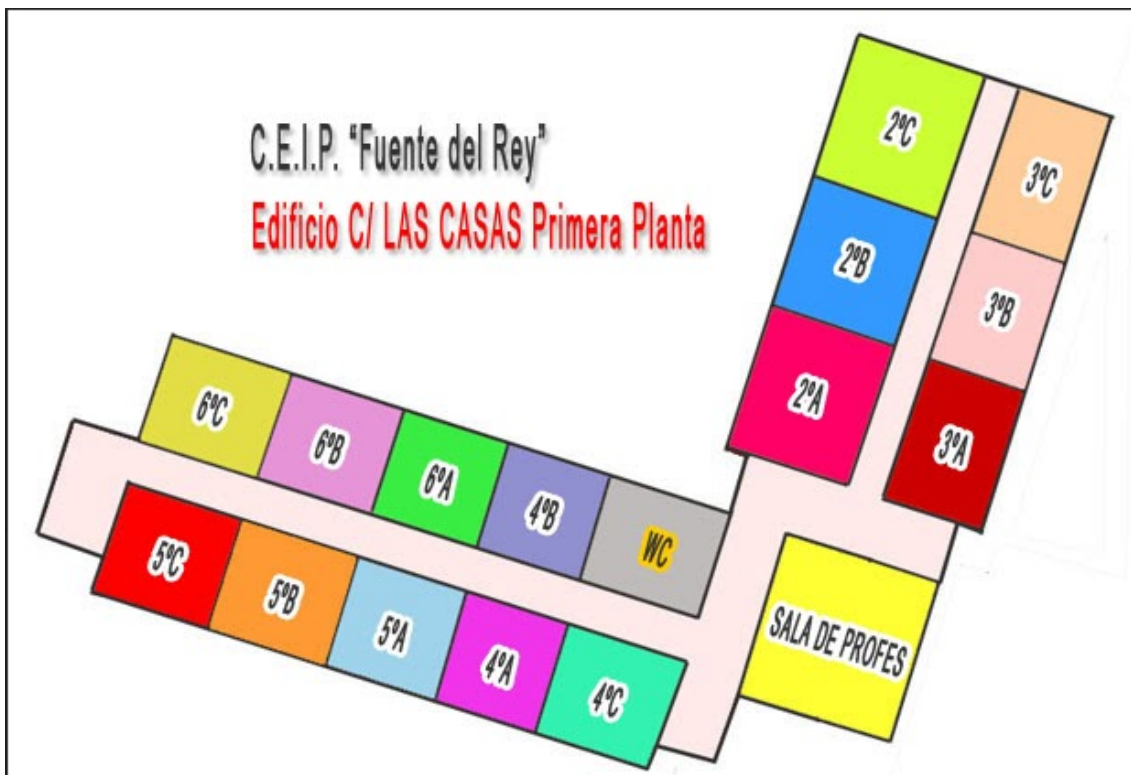 C.E.I.P. "Fuente del Rey"
Edificio C/ LAS CASAS Primera Planta
2ºC
3ºC
2ºB
3ºB
2ºA
3ºA
6ºC
6ºB
6ºA
4ºB
WC
5ºC
5ºB
5ºA
4ºA
4ºC
SALA DE PROFES